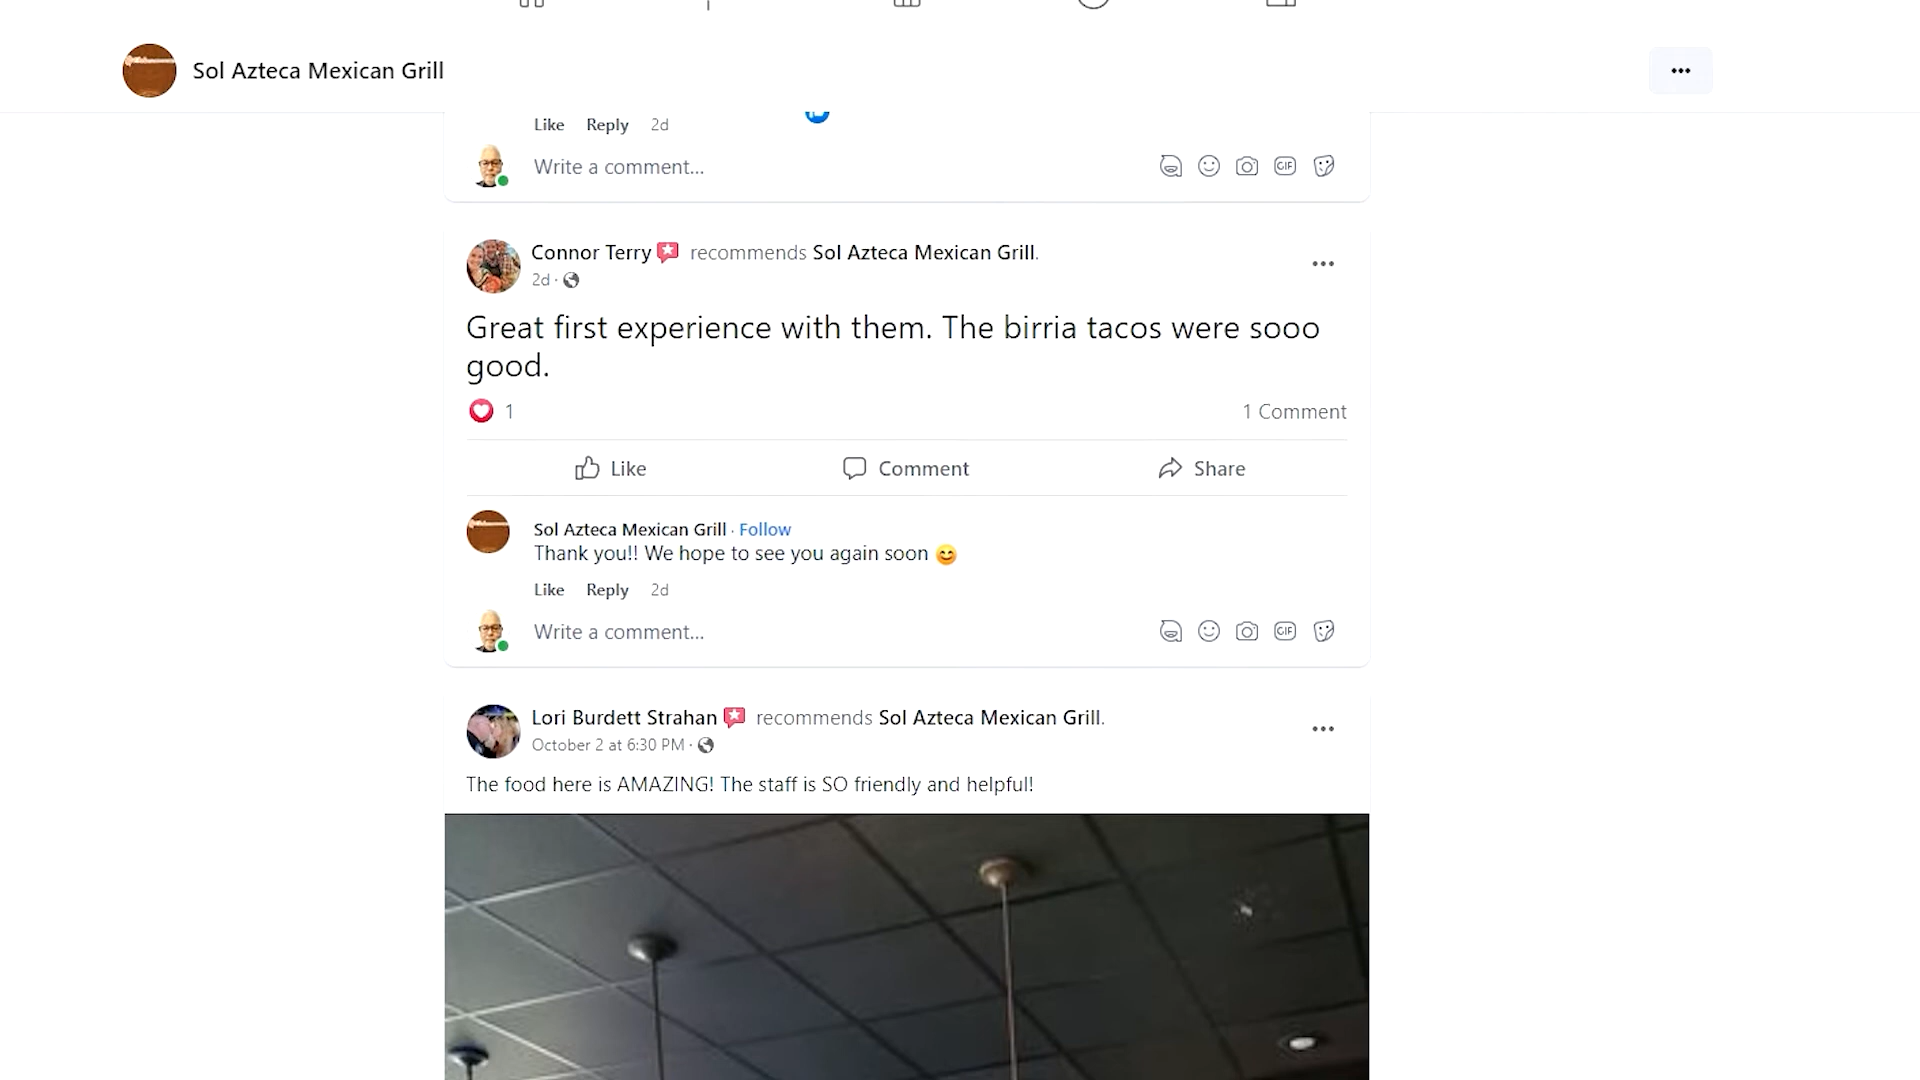 Sol Azteca Mexican Grill
Like Reply 2d
Write a comment...
GIF
Connor Terry recommends Sol Azteca Mexican Grill.
2d ·
Great first experience with them. The birria tacos were sooo
good.
1 1 Comment
Like Comment Share
Sol Azteca Mexican Grill · Follow
Thank you!! We hope to see you again soon 😊
Like Reply 2d
Write a comment...
GIF
Lori Burdett Strahan recommends Sol Azteca Mexican Grill.
October 2 at 6:30 PM ·
The food here is AMAZING! The staff is SO friendly and helpful!